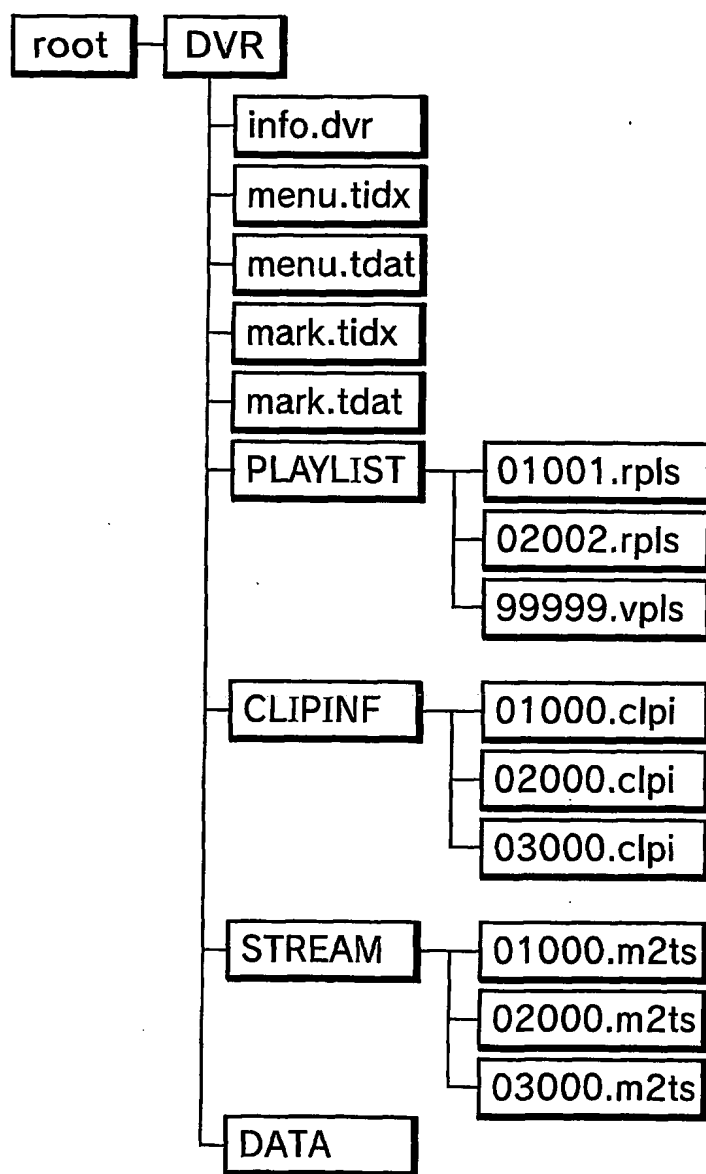 root DVR
info.dvr
menu.tidx
menu.tdat
mark.tidx
mark.tdat
PLAYLIST 01001.rpls
02002.rpls
99999.vpls
CLIPINF 01000.clpi
02000.clpi
03000.clpi
STREAM 01000.m2ts
02000.m2ts
03000.m2ts
DATA